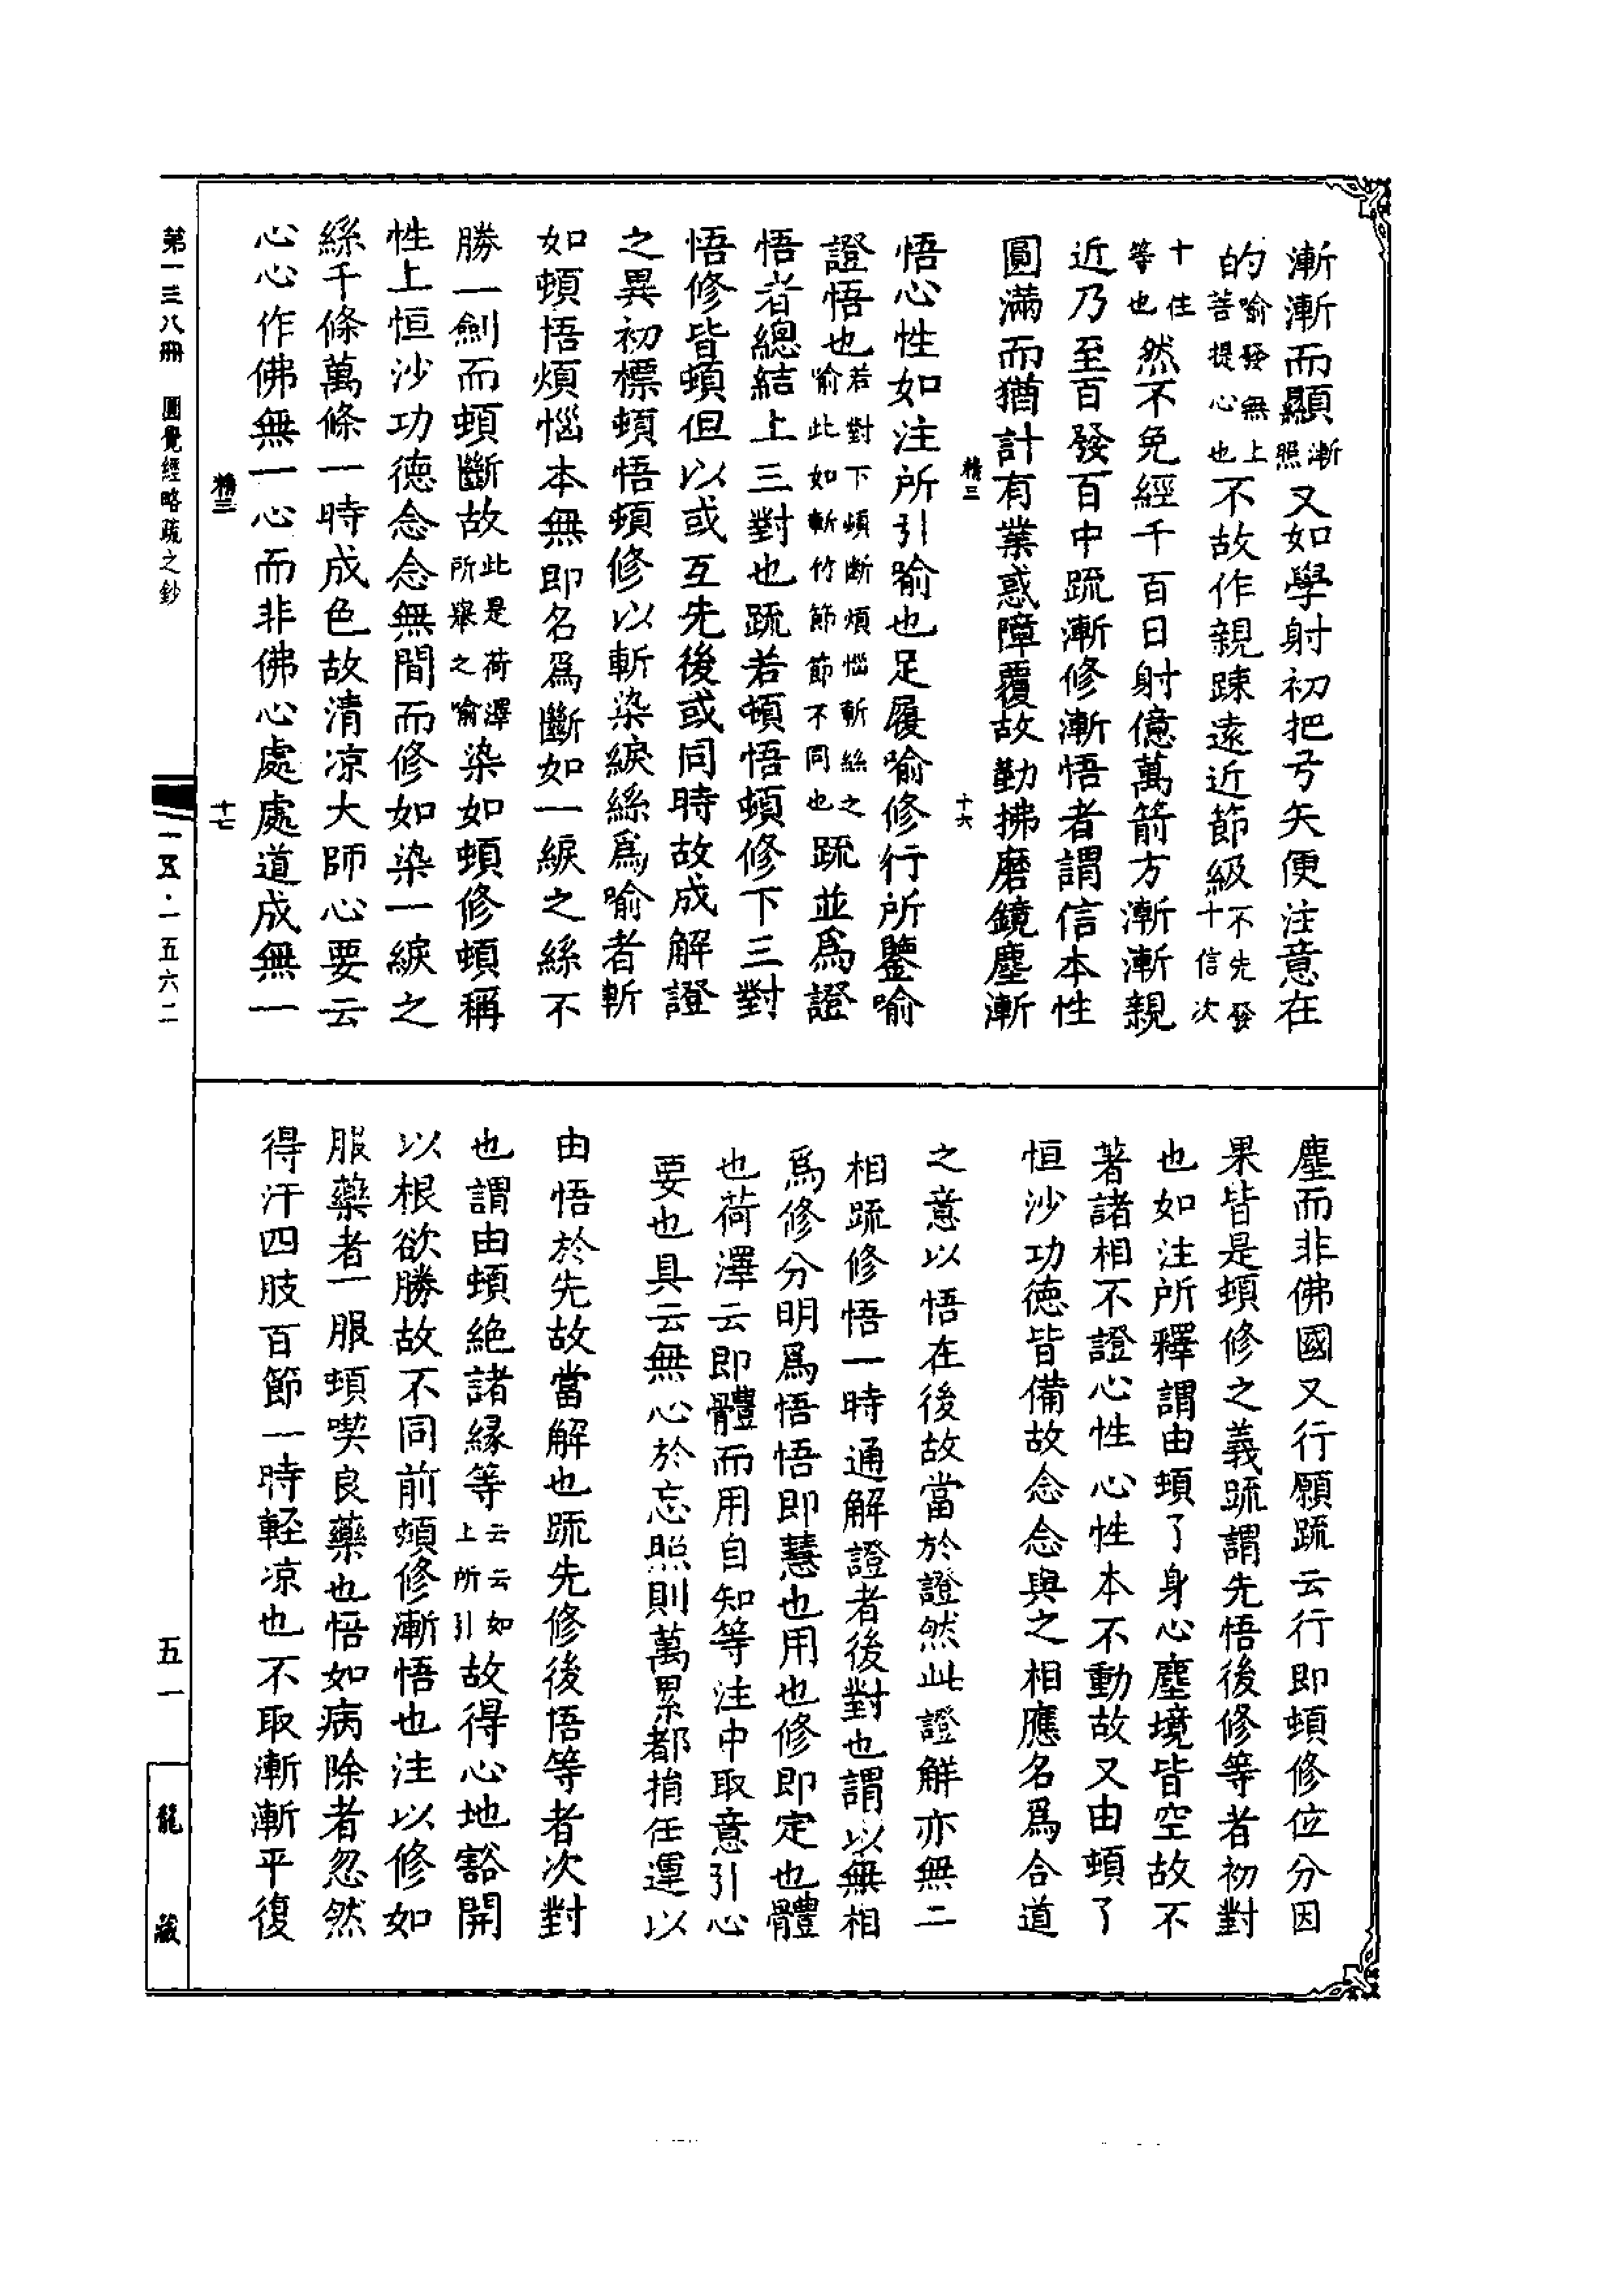 漸漸而顯漸照又如學射初把弓矢便注意在
的喻發無上菩提心也不故作親踈遠近節級不先發十信次
十住等也然不免經千百日射億萬箭方漸漸親
近乃至百發百中疏漸修漸悟者謂信本性
圓滿而猶計有業惑障覆故勤拂磨鏡塵漸
精三 十六
悟心性如注所引喻也足履喻修行所鑒喻
證悟也若對下頓斷煩惱斬絲之喻此如斬竹節節不同也疏並爲證
悟者總結上三對也疏若頓悟頓修下三對
悟修皆頓但以或互先後或同時故成解證
之異初標頓悟頓修以斬染綟絲爲喻者斬
如頓悟煩惱本無即名爲斷如一綟之絲不
勝一劍而頓斷故此是荷澤所舉之喻染如頓修頓稱
性上恒沙功德念念無間而修如染一綟之
絲千條萬條一時成色故清凉大師心要云
心心作佛無一心而非佛心處處道成無一
精三 十七
塵而非佛國又行願疏云行即頓修位分因
果皆是頓修之義疏謂先悟後修等者初對
也如注所釋謂由頓了身心塵境皆空故不
著諸相不證心性心性本不動故又由頓了
恒沙功德皆備故念念與之相應名爲合道
之意以悟在後故當於證然此證解亦無二
相疏修悟一時通解證者後對也謂以無相
爲修分明爲悟悟即慧也用也修即定也體
也荷澤云即體而用自知等注中取意引心
要也具云無心於忘照則萬累都捐任運以
由悟於先故當解也疏先修後悟等者次對
也謂由頓絶諸緣等云云如上所引故得心地豁開
以根欲勝故不同前頓修漸悟也注以修如
服藥者一服頓喫良藥也悟如病除者忽然
得汗四肢百節一時輕凉也不取漸漸平復
第一三八冊 圓覺經略疏之鈔
一五·一五六二
五一
龍藏